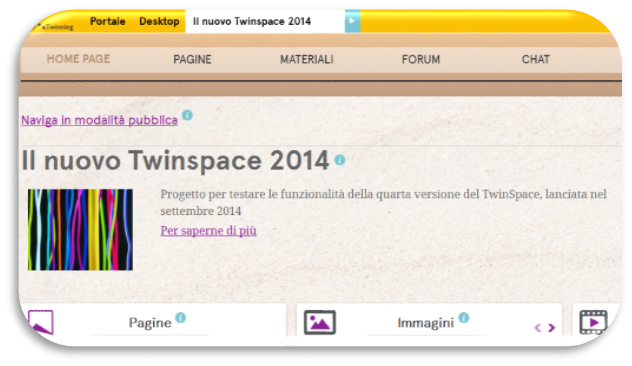 eTwinning Portale Desktop Il nuovo Twinspace 2014
HOME PAGE PAGINE MATERIALI FORUM CHAT
Naviga in modalità pubblica i
Il nuovo Twinspace 2014 i
Progetto per testare le funzionalità della quarta versione del TwinSpace, lanciata nel
settembre 2014
Per saperne di più
Pagine i Immagini i